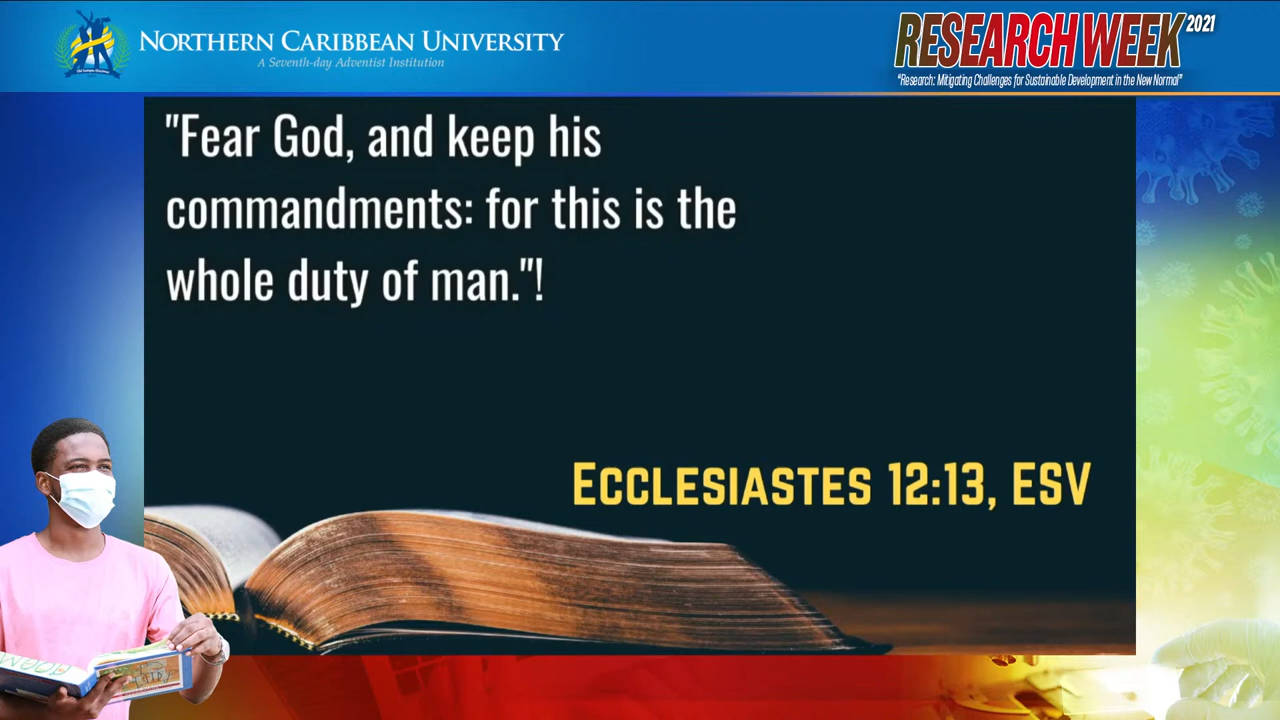 NORTHERN CARIBBEAN UNIVERSITY
A Seventh-day Adventist Institution
RESEARCH WEEK 2021
"Research: Mitigating Challenges for Sustainable Development in the New Normal"
"Fear God, and keep his
commandments: for this is the
whole duty of man."!
ECCLESIASTES 12:13, ESV